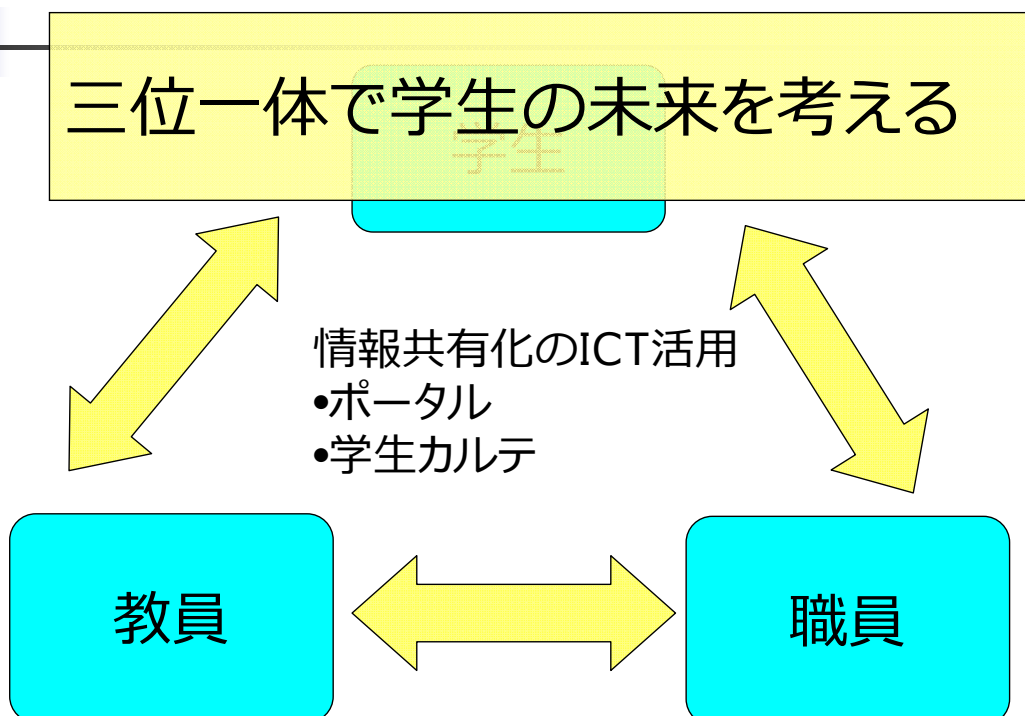 三位一体で学生の未来を考える
学生
情報共有化のICT活用
•ポータル
•学生カルテ
教員
職員